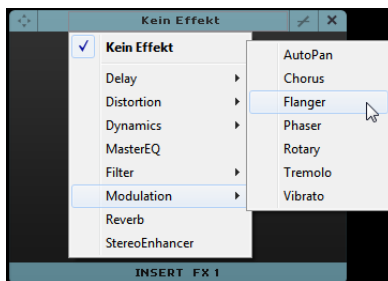 Kein Effekt
Kein Effekt
Delay
Distortion
Dynamics
MasterEQ
Filter
Modulation
Reverb
StereoEnhancer
AutoPan
Chorus
Flanger
Phaser
Rotary
Tremolo
Vibrato
INSERT FX 1